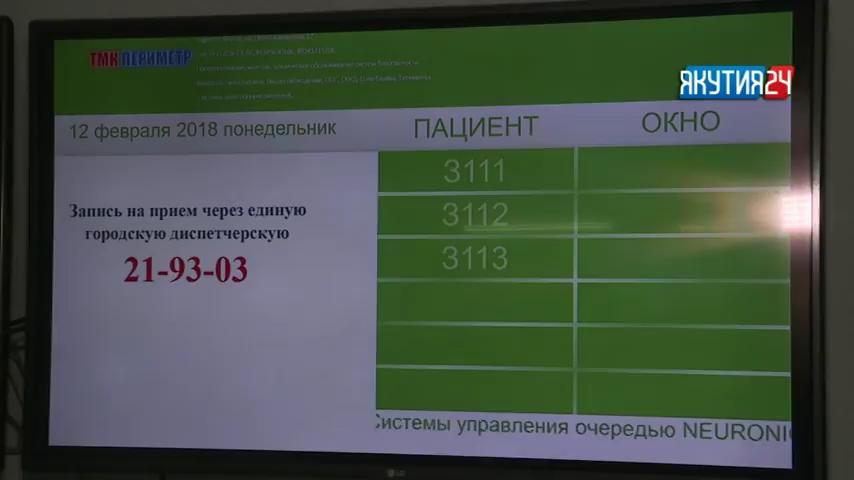 ТМК ПЕРИМЕТР
ЯКУТИЯ24
12 февраля 2018 понедельник
ПАЦИЕНТ ОКНО
3111
3112
3113
Запись на прием через единую
городскую диспетчерскую
21-93-03
Системы управления очередью NEURONI
LG